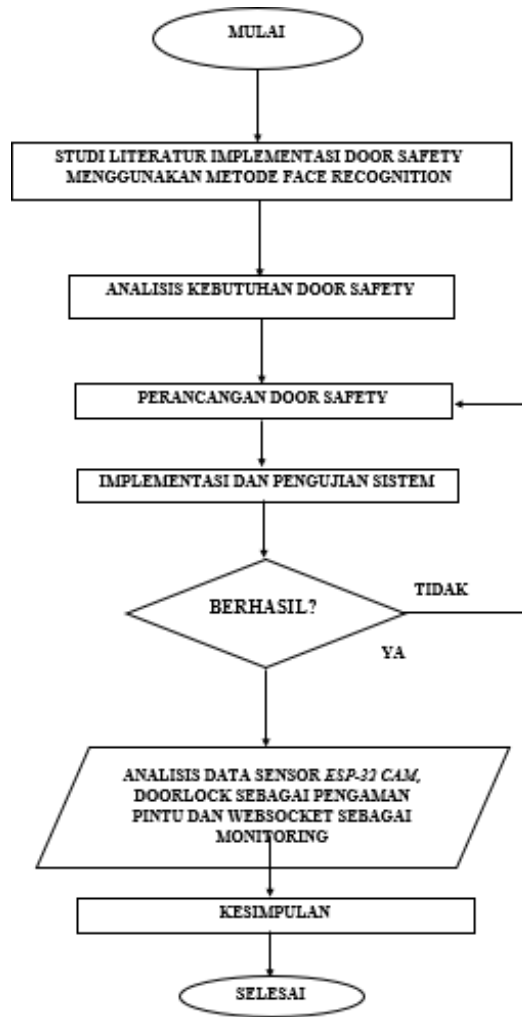 MULAI
STUDI LITERATUR IMPLEMENTASI DOOR SAFETY
MENGGUNAKAN METODE FACE RECOGNITION
ANALISIS KEBUTUHAN DOOR SAFETY
PERANCANGAN DOOR SAFETY
IMPLEMENTASI DAN PENGUJIAN SISTEM
BERHASIL?
TIDAK
YA
ANALISIS DATA SENSOR ESP-32 CAM,
DOORLOCK SEBAGAI PENGAMAN
PINTU DAN WEBSOCKET SEBAGAI
MONITORING
KESIMPULAN
SELESAI